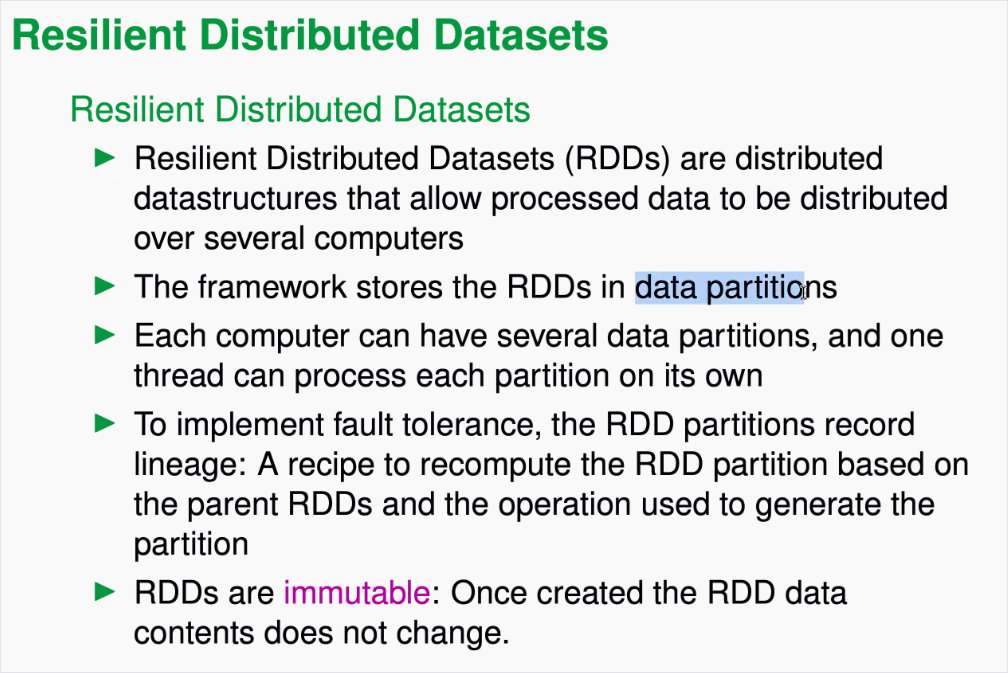 Resilient Distributed Datasets
Resilient Distributed Datasets
Resilient Distributed Datasets (RDDs) are distributed
datastructures that allow processed data to be distributed
over several computers
The framework stores the RDDs in data partitions
Each computer can have several data partitions, and one
thread can process each partition on its own
To implement fault tolerance, the RDD partitions record
lineage: A recipe to recompute the RDD partition based on
the parent RDDs and the operation used to generate the
partition
RDDs are immutable: Once created the RDD data
contents does not change.